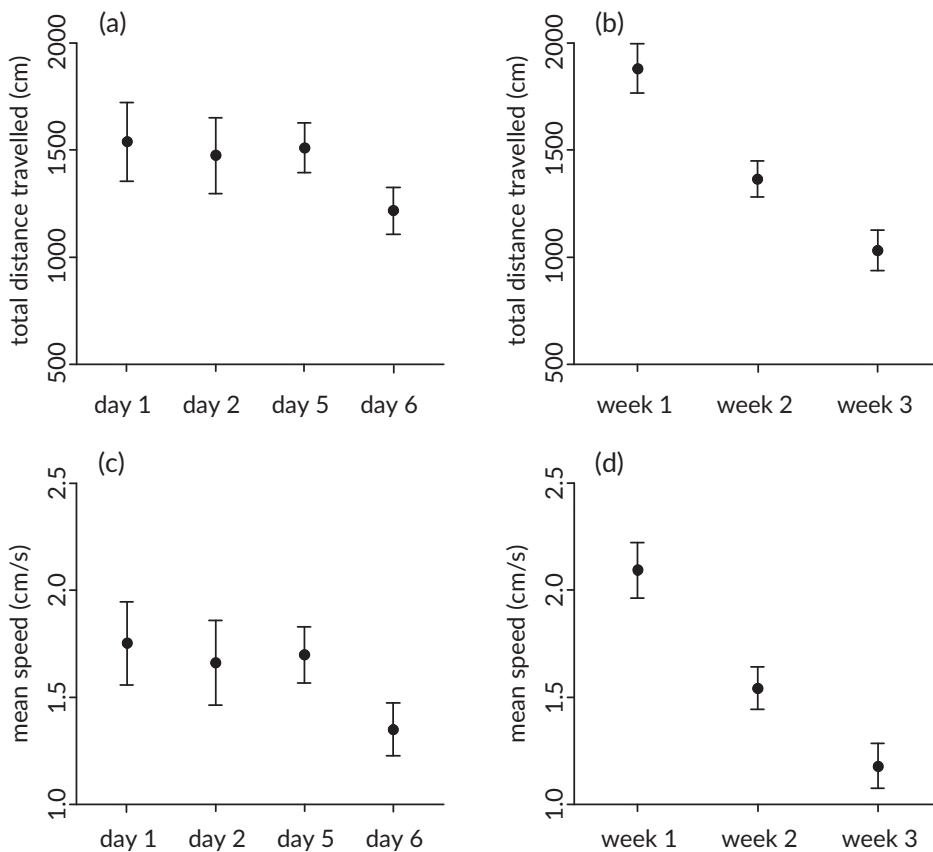 (a)
total distance travelled (cm)
2000
1500
1000
500
day 1 day 2 day 5 day 6
(b)
total distance travelled (cm)
2000
1500
1000
500
week 1 week 2 week 3
(c)
mean speed (cm/s)
2.5
2.0
1.5
1.0
day 1 day 2 day 5 day 6
(d)
mean speed (cm/s)
2.5
2.0
1.5
1.0
week 1 week 2 week 3